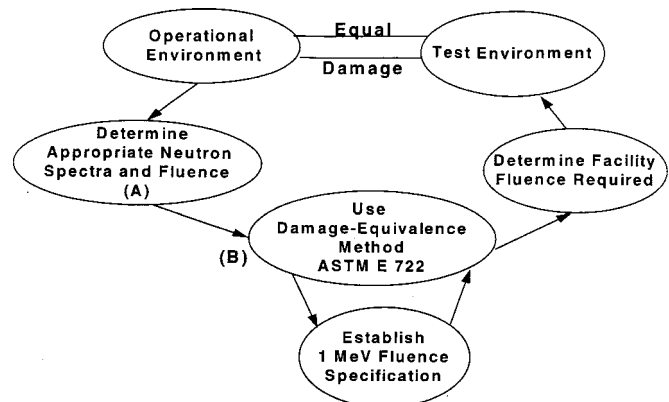 Operational
Environment
Equal
Damage
Test Environment
Determine
Appropriate Neutron
Spectra and Fluence
(A)
Determine Facility
Fluence Required
(B)
Use
Damage-Equivalence
Method
ASTM E 722
Establish
1 MeV Fluence
Specification